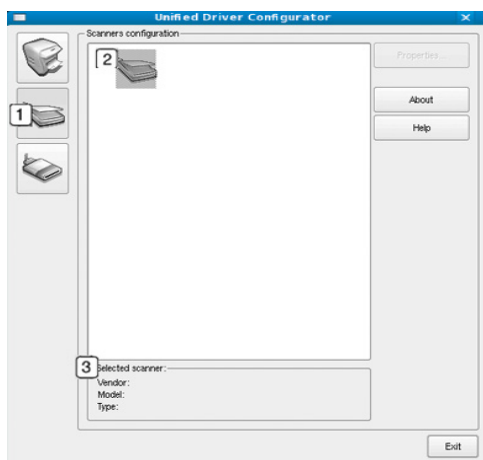 Unified Driver Configurator
Scanners configuration
2
Properties...
1
About
Help
3
Selected scanner:
Vendor:
Model:
Type:
Exit